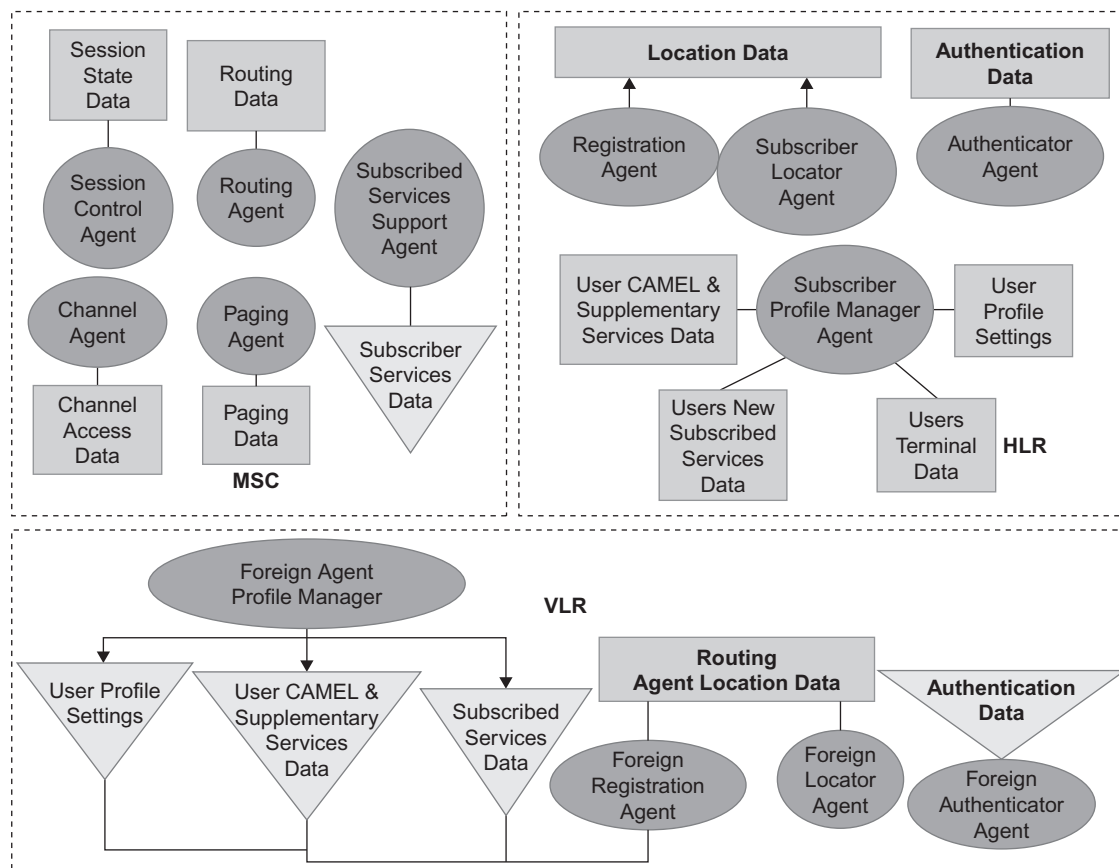 Session
State
Data
Routing
Data
Session
Control
Agent
Routing
Agent
Subscribed
Services
Support
Agent
Channel
Agent
Paging
Agent
Subscriber
Services
Data
Channel
Access
Data
Paging
Data
MSC
Location Data
Authentication
Data
Registration
Agent
Subscriber
Locator
Agent
Authenticator
Agent
User CAMEL &
Supplementary
Services Data
Subscriber
Profile Manager
Agent
User
Profile
Settings
Users New
Subscribed
Services
Data
Users
Terminal
Data
HLR
Foreign Agent
Profile Manager
VLR
User Profile
Settings
User CAMEL &
Supplementary
Services
Data
Subscribed
Services
Data
Routing
Agent Location Data
Authentication
Data
Foreign
Registration
Agent
Foreign
Locator
Agent
Foreign
Authenticator
Agent